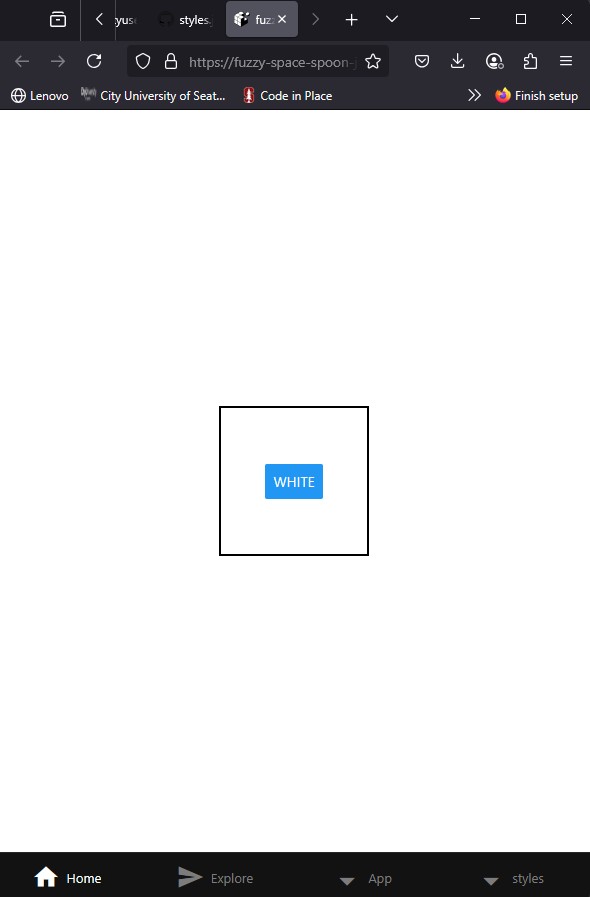 styles.
fuz
https://fuzzy-space-spoon-
Lenovo
City University of Seat...
Code in Place
Finish setup
WHITE
Home
Explore
App
styles